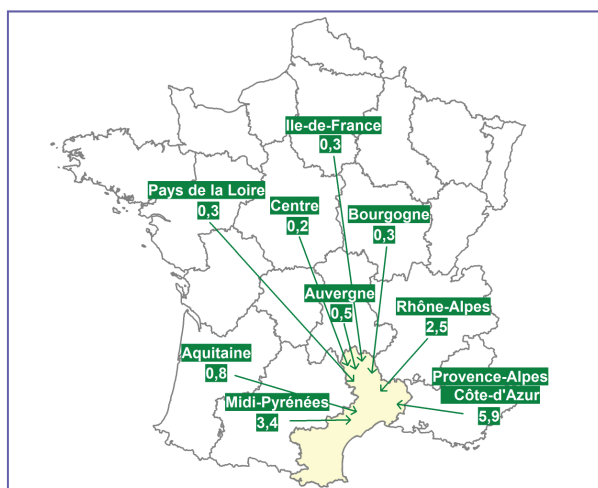 Ile-de-France
0,3
Pays de la Loire
0,3
Centre
0,2
Bourgogne
0,3
Auvergne
0,5
Rhône-Alpes
2,5
Aquitaine
0,8
Provence-Alpes
Côte-d'Azur
5,9
Midi-Pyrénées
3,4